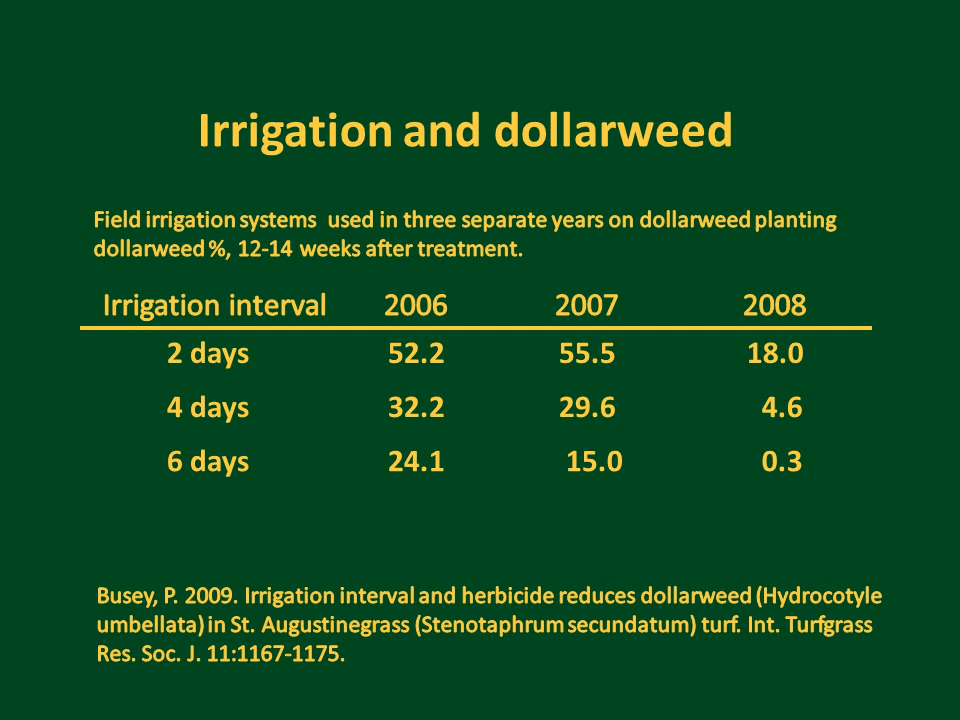 Irrigation and dollarweed
Field irrigation systems  used in three separate years on dollarweed planting
dollarweed %, 12-14 weeks after treatment.
Irrigation interval 2006 2007 2008
2 days 52.2 55.5 18.0
4 days 32.2 29.6 4.6
6 days 24.1 15.0 0.3
Busey, P. 2009. Irrigation interval and herbicide reduces dollarweed (Hydrocotyle
umbellata) in St. Augustinegrass (Stenotaphrum secundatum) turf. Int. Turfgrass
Res. Soc. J. 11:1167-1175.